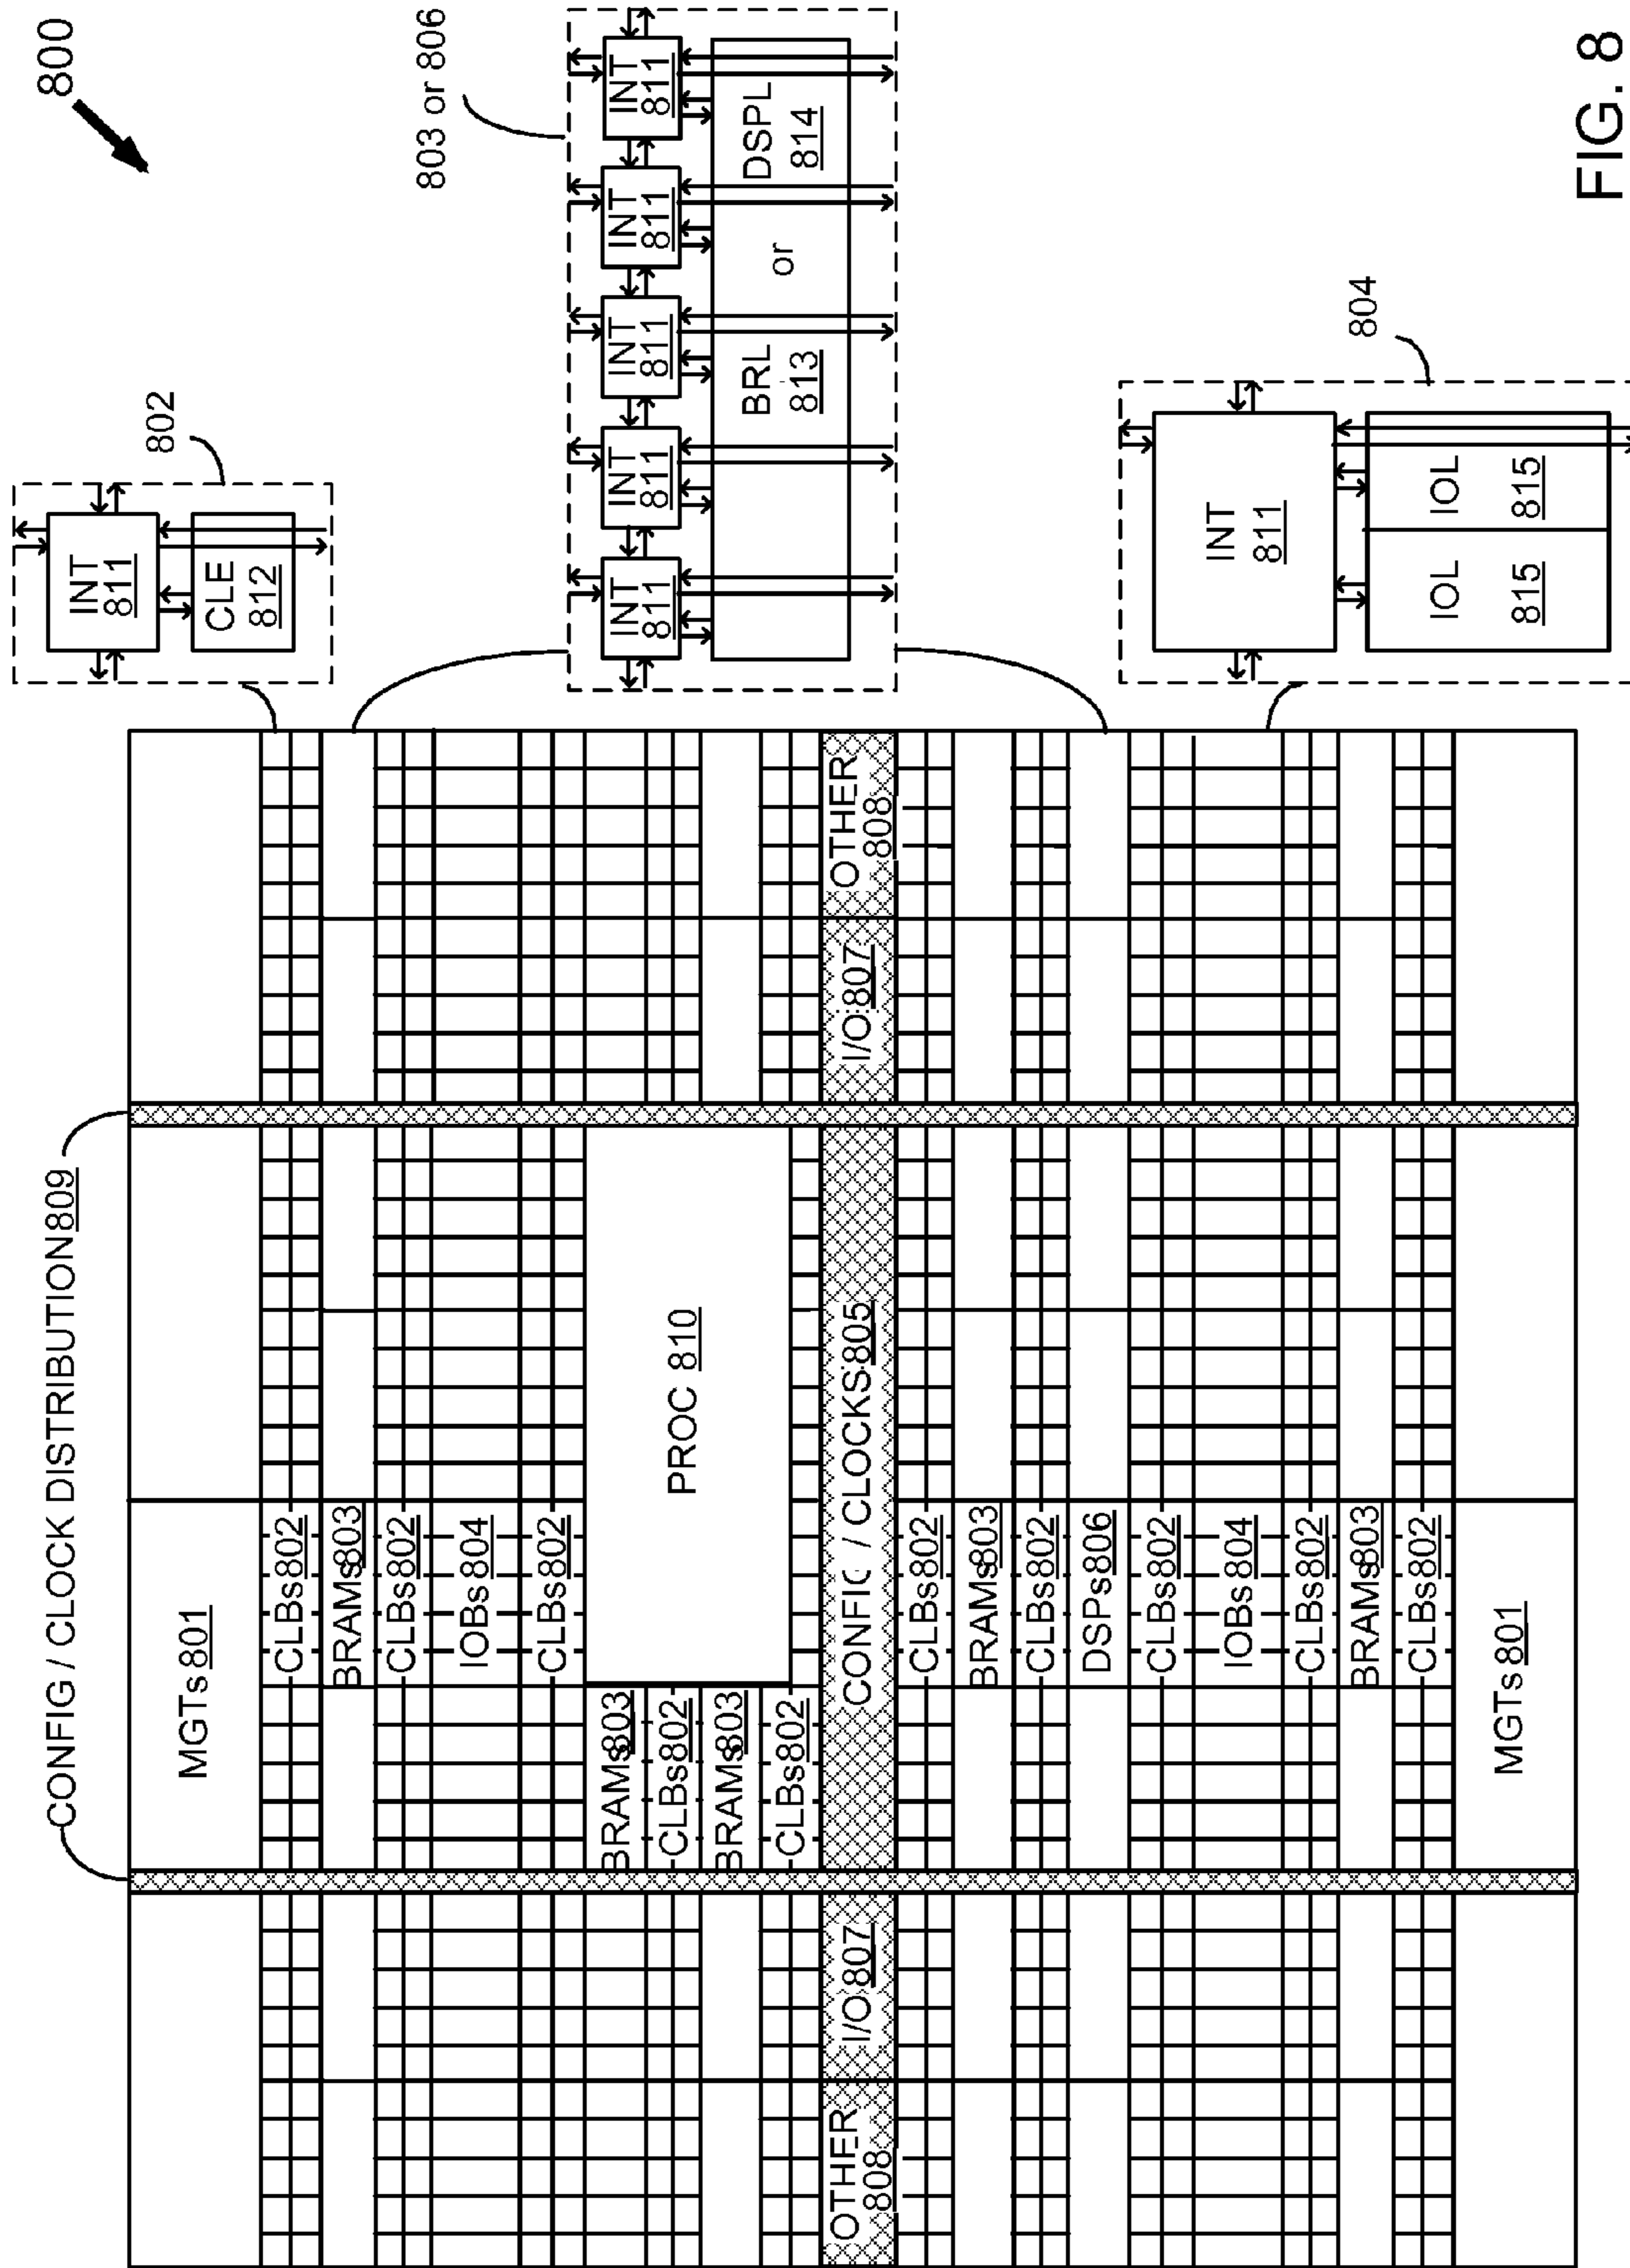 800
CONFIG / CLOCK DISTRIBUTION 809
MGTs 801
CLBs 802
BRAMs 803
CLBs 802
IOBs 804
CLBs 802
BRAMs 803
CLBs 802
BRAMs 803
CLBs 802
PROC 810
OTHER
808
I/O 807
CONFIG / CLOCKS 805
I/O 807
OTHER
808
CLBs 802
BRAMs 803
CLBs 802
DSPs 806
CLBs 802
IOBs 804
CLBs 802
BRAMs 803
CLBs 802
MGTs 801
802
INT
811
CLE
812
803 or 806
INT
811
INT
811
INT
811
INT
811
INT
811
BRL
813
or
DSPL
814
804
INT
811
IOL
815
IOL
815
FIG. 8